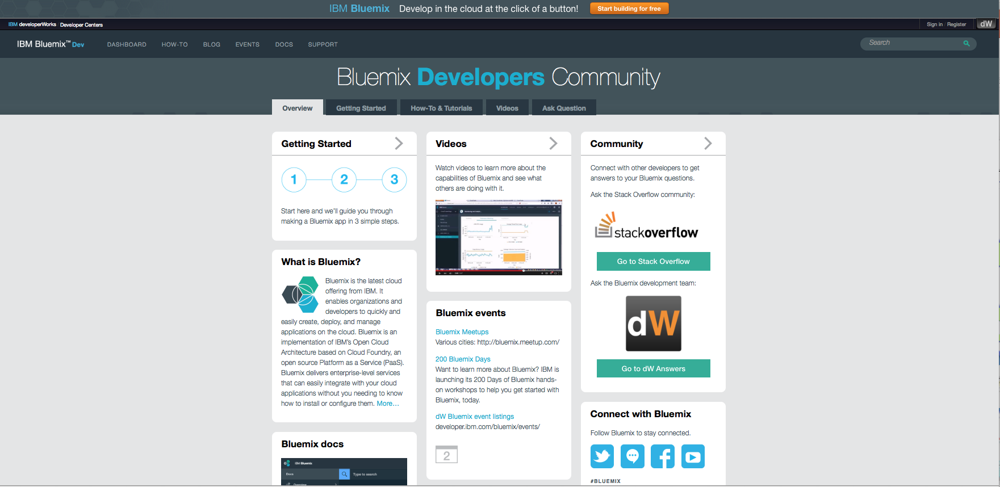 IBM Bluemix Develop in the cloud at the click of a button! Start building for free
IBM developerWorks / Developer Centers
Sign in / Register dW
IBM Bluemix™ Dev DASHBOARD HOW-TO BLOG EVENTS DOCS SUPPORT Search
Bluemix Developers Community
Overview Getting Started How-To & Tutorials Videos Ask Question
Getting Started
1 2 3
Start here and we'll guide you through
making a Bluemix app in 3 simple steps.
What is Bluemix?
Bluemix is the latest cloud
offering from IBM. It
enables organizations and
developers to quickly and
easily create, deploy, and manage
applications on the cloud. Bluemix is an
implementation of IBM's Open Cloud
Architecture based on Cloud Foundry, an
open source Platform as a Service (PaaS).
Bluemix delivers enterprise-level services
that can easily integrate with your cloud
applications without you needing to know
how to install or configure them. More...
Bluemix docs
IBM Bluemix
Docs Type to search
Overview
Videos
Watch videos to learn more about the
capabilities of Bluemix and see what
others are doing with it.
Bluemix events
Bluemix Meetups
Various cities: http://bluemix.meetup.com/
200 Bluemix Days
Want to learn more about Bluemix? IBM is
launching its 200 Days of Bluemix hands-
on workshops to help you get started with
Bluemix, today.
dW Bluemix event listings
developer.ibm.com/bluemix/events/
2
Community
Connect with other developers to get
answers to your Bluemix questions.
Ask the Stack Overflow community:
stackoverflow
Go to Stack Overflow
Ask the Bluemix development team:
dW
Go to dW Answers
Connect with Bluemix
Follow Bluemix to stay connected.
#BLUEMIX